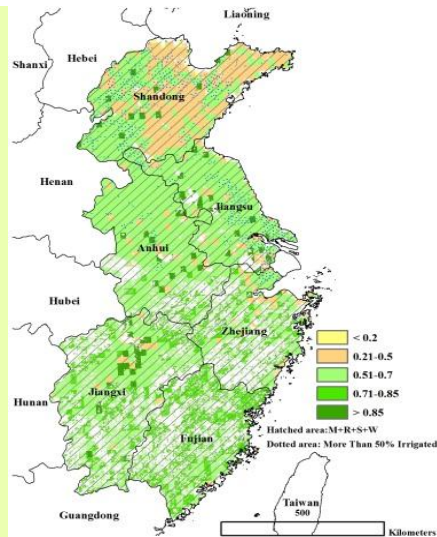 Liaoning
Hebei
Shanxi
Shandong
Henan
Jiangsu
Anhui
Hubei
Zhejiang
< 0.2
0.21-0.5
0.51-0.7
0.71-0.85
> 0.85
Hatched area:M+R+S+W
Dotted area: More Than 50% Irrigated
Jiangxi
Hunan
Fujian
Guangdong
Taiwan
500
Kilometers